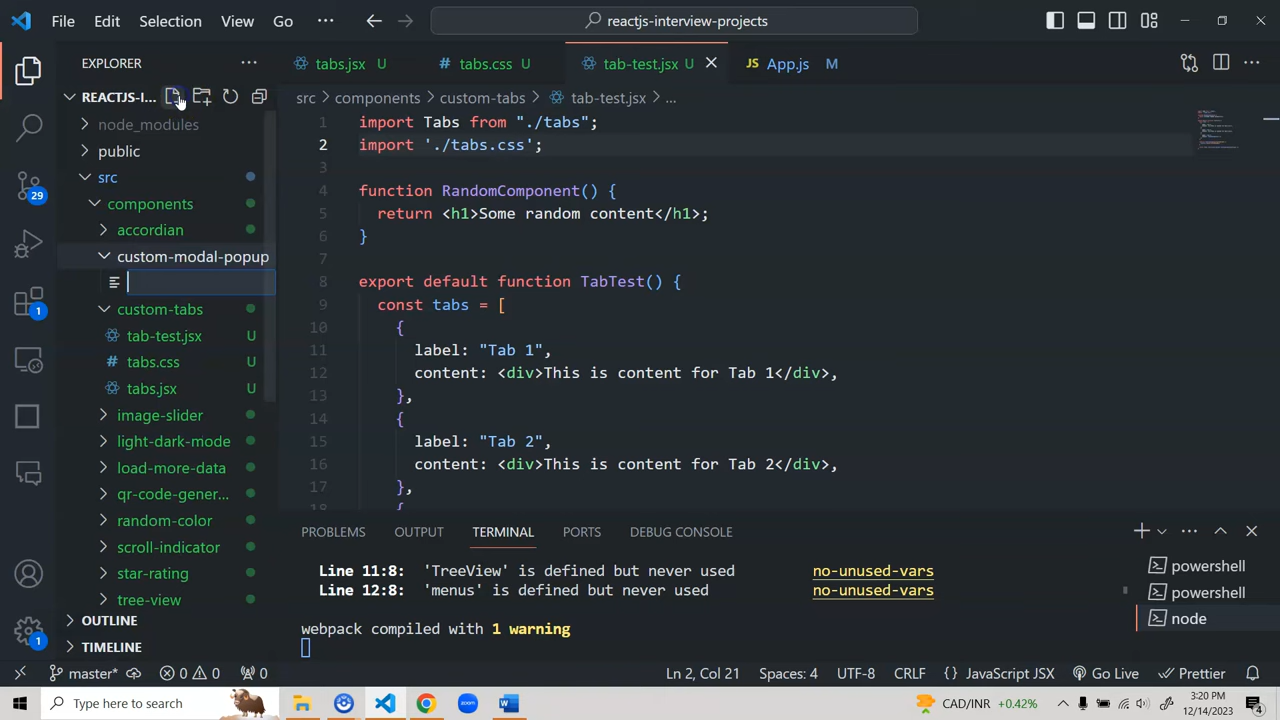 File Edit Selection View Go ··· reactjs-interview-projects
EXPLORER ···
REACTJS-I...
node_modules
public
src
components
accordian
custom-modal-popup
custom-tabs
tab-test.jsx U
tabs.css U
tabs.jsx U
image-slider
light-dark-mode
load-more-data
qr-code-gener...
random-color
scroll-indicator
star-rating
tree-view
OUTLINE
TIMELINE
29
1
1
tabs.jsx U # tabs.css U tab-test.jsx U JS App.js M
src > components > custom-tabs > tab-test.jsx > ...
1 import Tabs from "./tabs";
2 import './tabs.css';
3
4 function RandomComponent() {
5 return <h1>Some random content</h1>;
6 }
7
8 export default function TabTest() {
9 const tabs = [
10 {
11 label: "Tab 1",
12 content: <div>This is content for Tab 1</div>,
13 },
14 {
15 label: "Tab 2",
16 content: <div>This is content for Tab 2</div>,
17 },
18 {
PROBLEMS OUTPUT TERMINAL PORTS DEBUG CONSOLE
Line 11:8: 'TreeView' is defined but never used no-unused-vars
Line 12:8: 'menus' is defined but never used no-unused-vars
webpack compiled with 1 warning
powershell
powershell
node
master* 0 0 0 Ln 2, Col 21 Spaces: 4 UTF-8 CRLF {} JavaScript JSX Go Live Prettier
Type here to search zoom W CAD/INR +0.42% 3:20 PM
12/14/2023 4